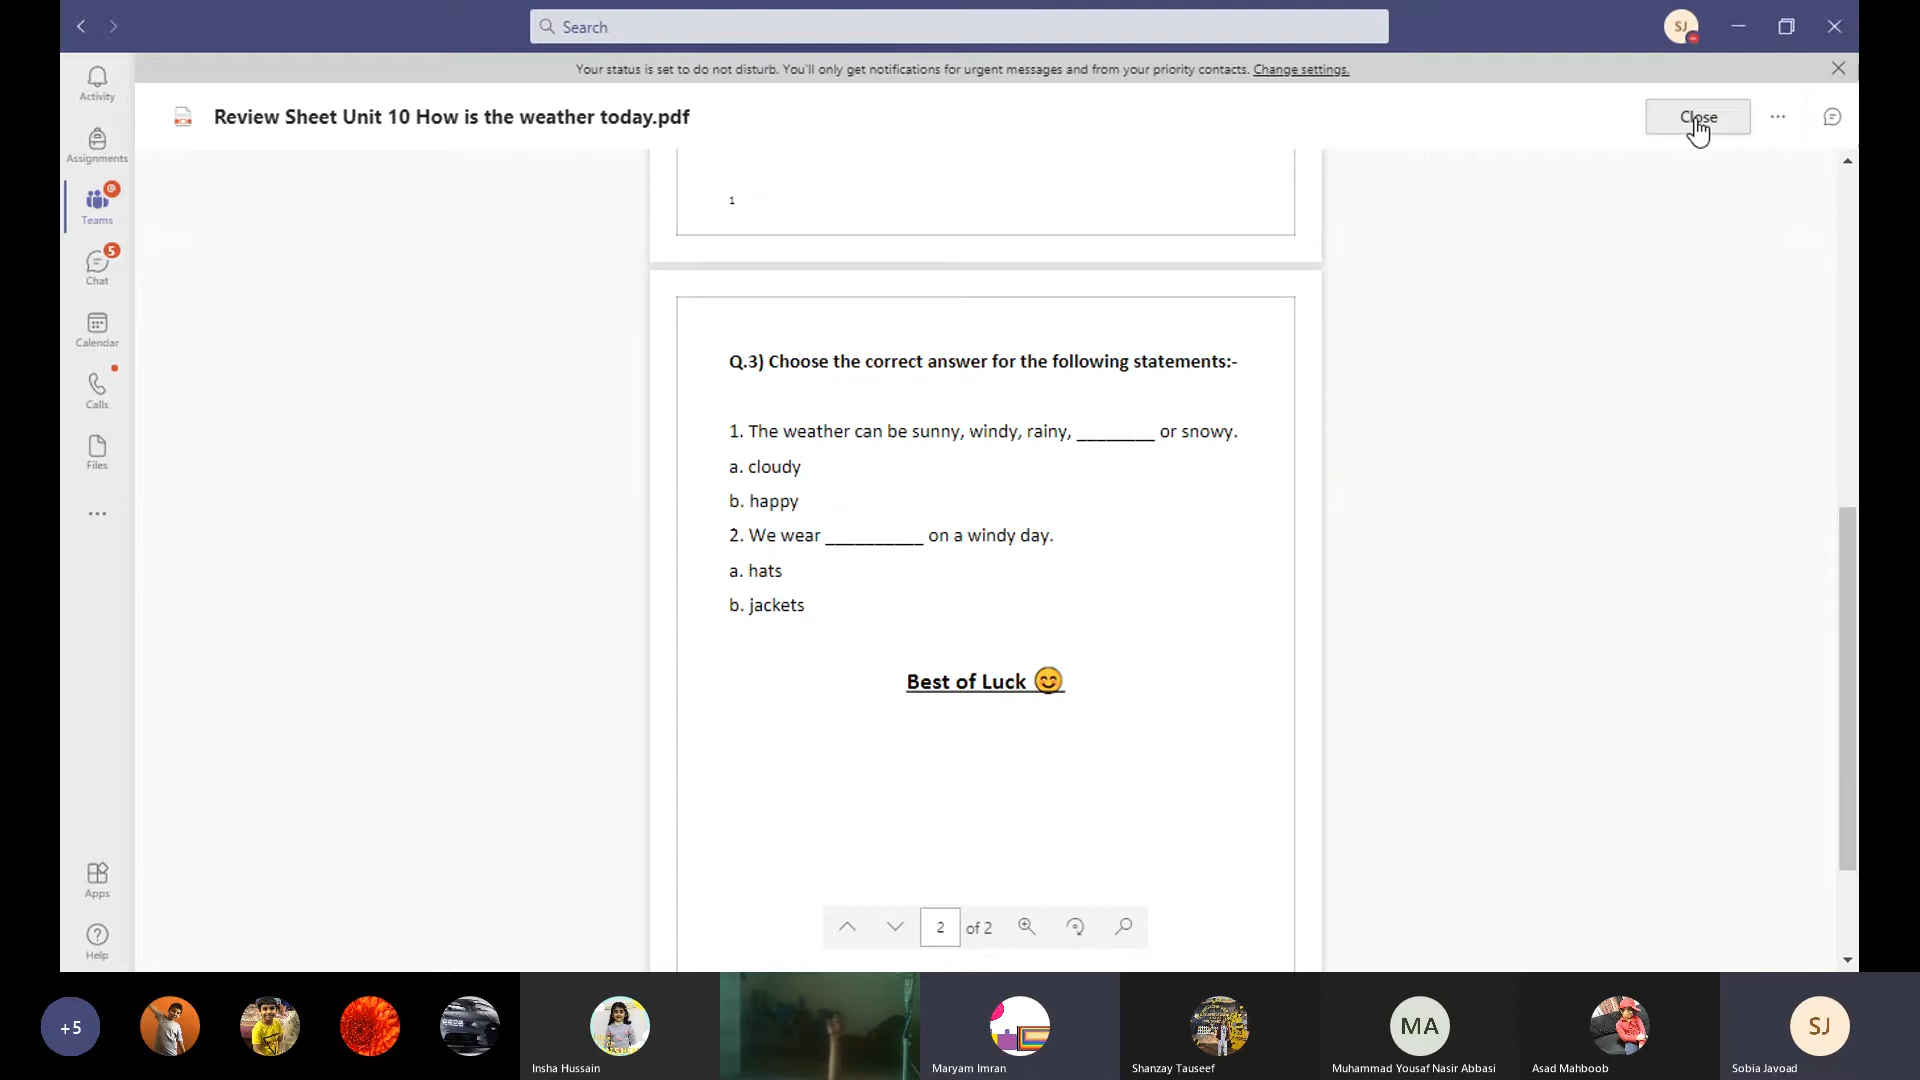 Search
SJ
Your status is set to do not disturb. You'll only get notifications for urgent messages and from your priority contacts. Change settings.
Activity
Assignments
Teams
5
Chat
Calendar
Calls
Files
Apps
Help
Review Sheet Unit 10 How is the weather today.pdf
Close
1
Q.3) Choose the correct answer for the following statements:-
1. The weather can be sunny, windy, rainy, ________ or snowy.
a. cloudy
b. happy
2. We wear __________ on a windy day.
a. hats
b. jackets
Best of Luck 😊
2 of 2
+5
Insha Hussain
Maryam Imran
Shanzay Tauseef
MA
Muhammad Yousaf Nasir Abbasi
Asad Mahboob
SJ
Sobia Javoad